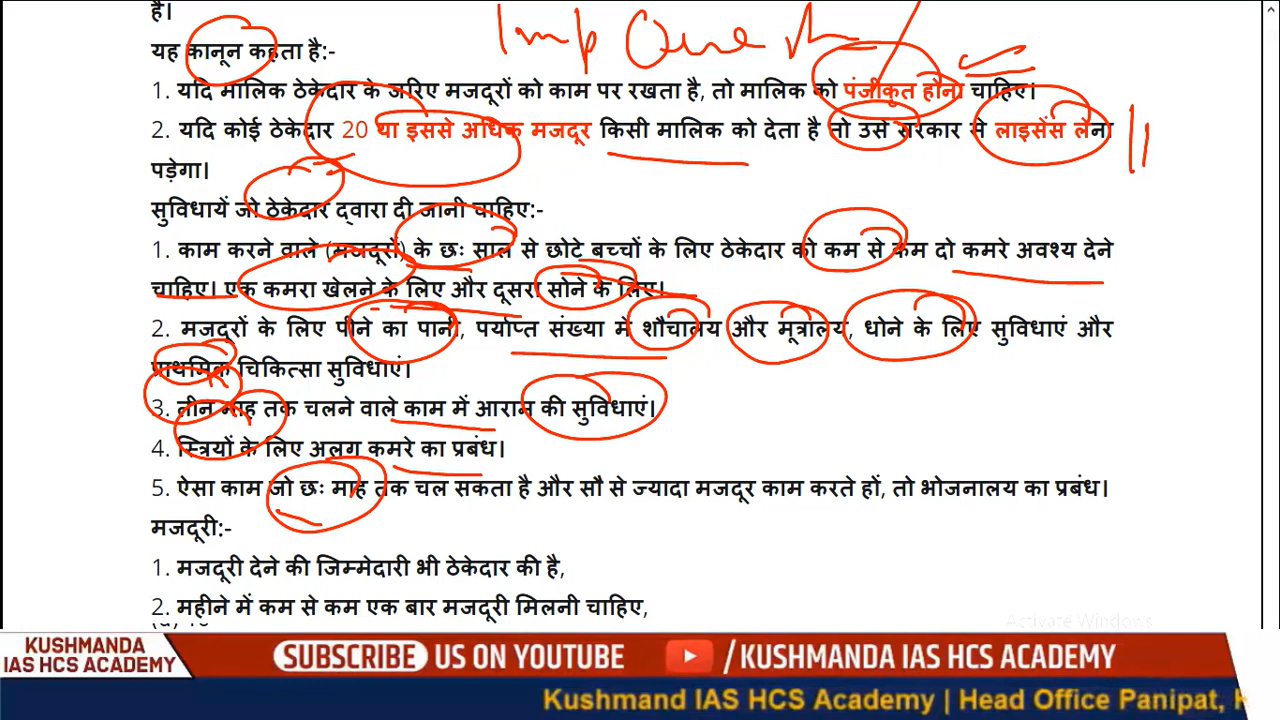 है।
Imp Que
यह कानून कहता है:-
1. यदि मालिक ठेकेदार के जरिए मजदूरों को काम पर रखता है, तो मालिक को पंजीकृत होना चाहिए।
2. यदि कोई ठेकेदार 20 या इससे अधिक मजदूर किसी मालिक को देता है तो उसे सरकार से लाइसेंस लेना
पड़ेगा।
सुविधायें जो ठेकेदार द्वारा दी जानी चाहिए:-
1. काम करने वाले (मजदूरों) के छः साल से छोटे बच्चों के लिए ठेकेदार को कम से कम दो कमरे अवश्य देने
चाहिए। एक कमरा खेलने के लिए और दूसरा सोने के लिए।
2. मजदूरों के लिए पीने का पानी, पर्याप्त संख्या में शौचालय और मूत्रालय, धोने के लिए सुविधाएं और
प्राथमिक चिकित्सा सुविधाएं।
3. तीन माह तक चलने वाले काम में आराम की सुविधाएं।
4. स्त्रियों के लिए अलग कमरे का प्रबंध।
5. ऐसा काम जो छः माह तक चल सकता है और सौ से ज्यादा मजदूर काम करते हों, तो भोजनालय का प्रबंध।
मजदूरी:-
1. मजदूरी देने की जिम्मेदारी भी ठेकेदार की है,
2. महीने में कम से कम एक बार मजदूरी मिलनी चाहिए,
Activate Windows
KUSHMANDA
IAS HCS ACADEMY
SUBSCRIBE US ON YOUTUBE /KUSHMANDA IAS HCS ACADEMY
Kushmand IAS HCS Academy | Head Office Panipat,